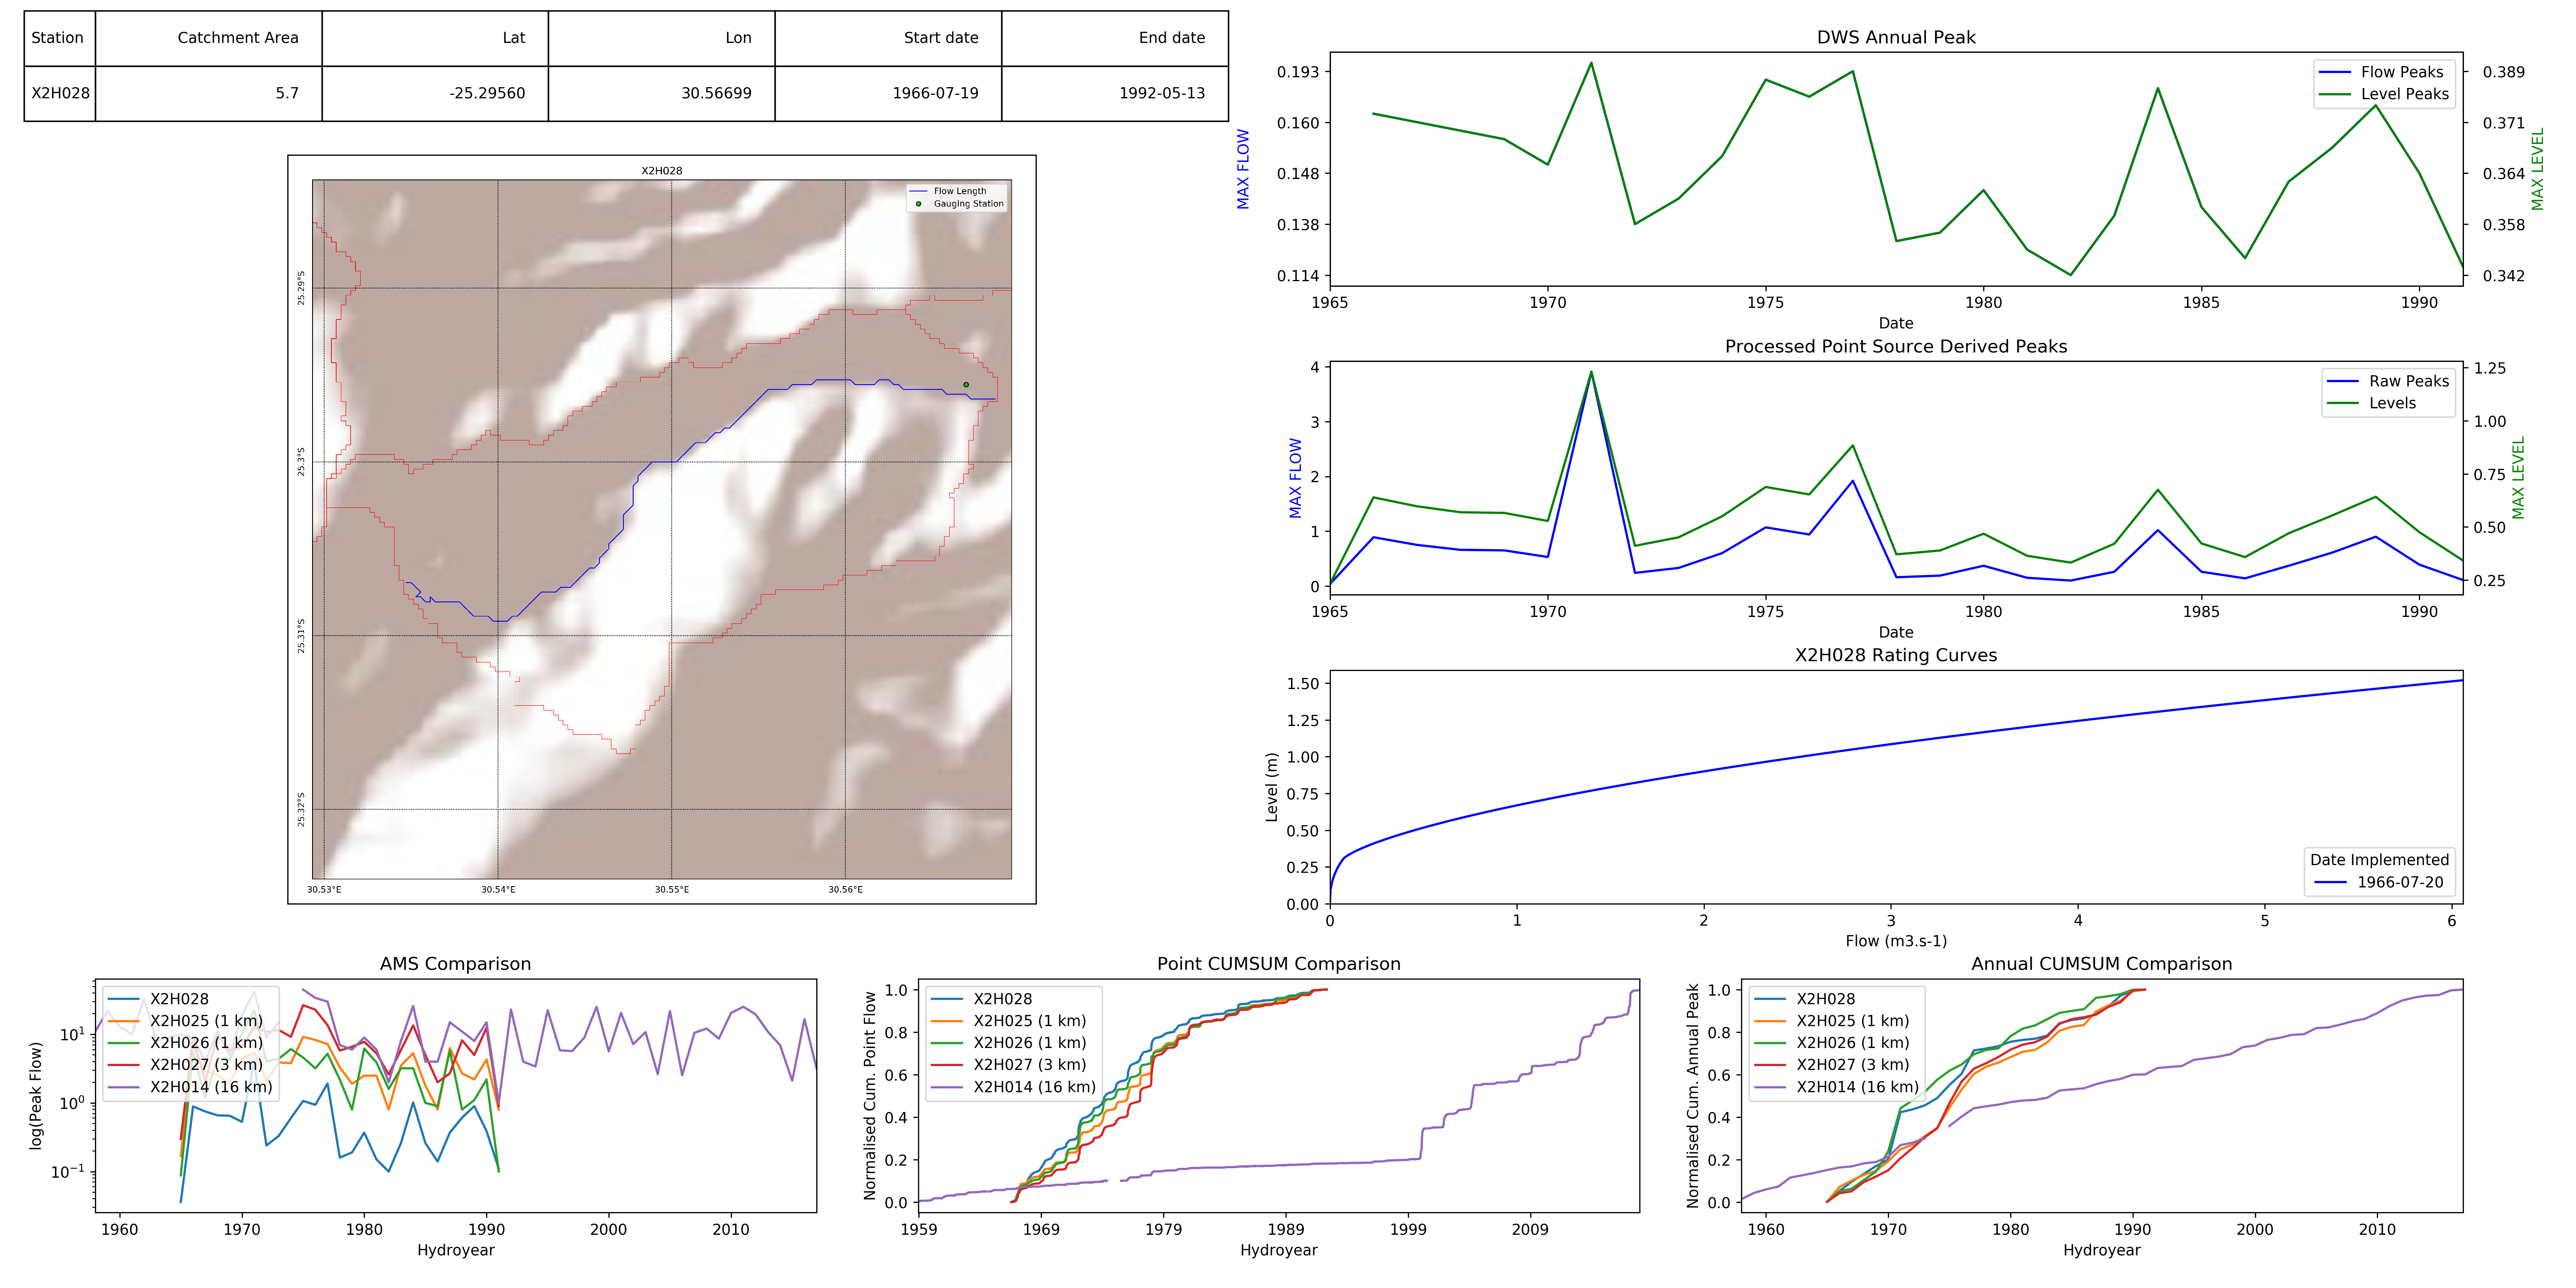 Station Catchment Area Lat Lon Start date End date
X2H028 5.7 -25.29560 30.56699 1966-07-19 1992-05-13
X2H028
Flow Length
Gauging Station
25.29°S
25.3°S
25.31°S
25.32°S
30.53°E 30.54°E 30.55°E 30.56°E
DWS Annual Peak
MAX FLOW
0.193
0.160
0.148
0.138
0.114
Flow Peaks
Level Peaks
0.389
0.371
0.364
0.358
0.342
MAX LEVEL
1965 1970 1975 1980 1985 1990
Date
Processed Point Source Derived Peaks
MAX FLOW
4
3
2
1
0
Raw Peaks
Levels
1.25
1.00
0.75
0.50
0.25
MAX LEVEL
1965 1970 1975 1980 1985 1990
Date
X2H028 Rating Curves
Level (m)
1.50
1.25
1.00
0.75
0.50
0.25
0.00
Date Implemented
1966-07-20
0 1 2 3 4 5 6
Flow (m3.s-1)
AMS Comparison
log(Peak Flow)
10¹
10⁰
10⁻¹
X2H028
X2H025 (1 km)
X2H026 (1 km)
X2H027 (3 km)
X2H014 (16 km)
1960 1970 1980 1990 2000 2010
Hydroyear
Point CUMSUM Comparison
Normalised Cum. Point Flow
1.0
0.8
0.6
0.4
0.2
0.0
X2H028
X2H025 (1 km)
X2H026 (1 km)
X2H027 (3 km)
X2H014 (16 km)
1959 1969 1979 1989 1999 2009
Hydroyear
Annual CUMSUM Comparison
Normalised Cum. Annual Peak
1.0
0.8
0.6
0.4
0.2
0.0
X2H028
X2H025 (1 km)
X2H026 (1 km)
X2H027 (3 km)
X2H014 (16 km)
1960 1970 1980 1990 2000 2010
Hydroyear